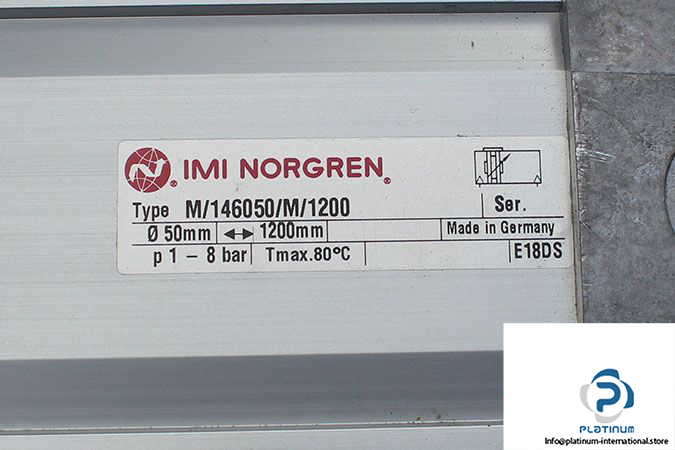 IMI NORGREN®
Type M/146050/M/1200 Ser.
Ø 50mm ↔ 1200mm Made in Germany
p 1 – 8 bar Tmax.80°C E18DS
PLATINUM
Info@platinum-international.store